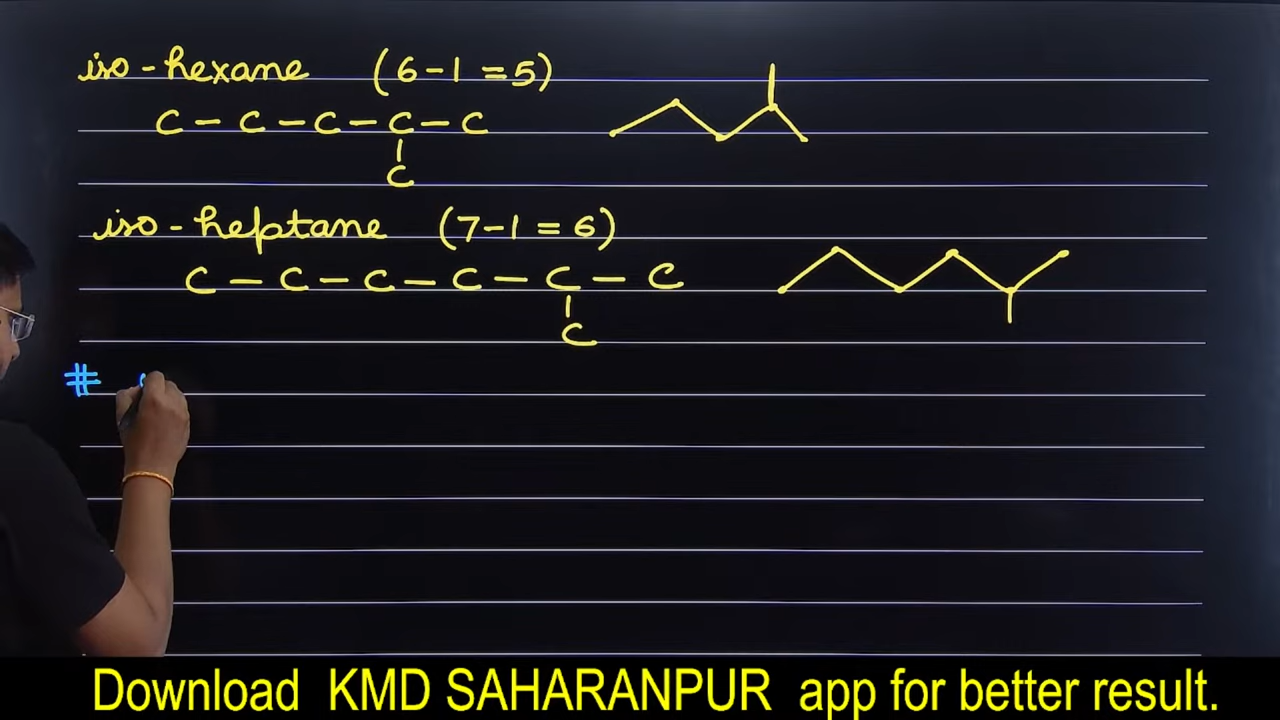 iso-hexane (6-1=5)
C - C - C - C - C
C
iso-heptane (7-1=6)
C - C - C - C - C - C
C
#
Download KMD SAHARANPUR app for better result.